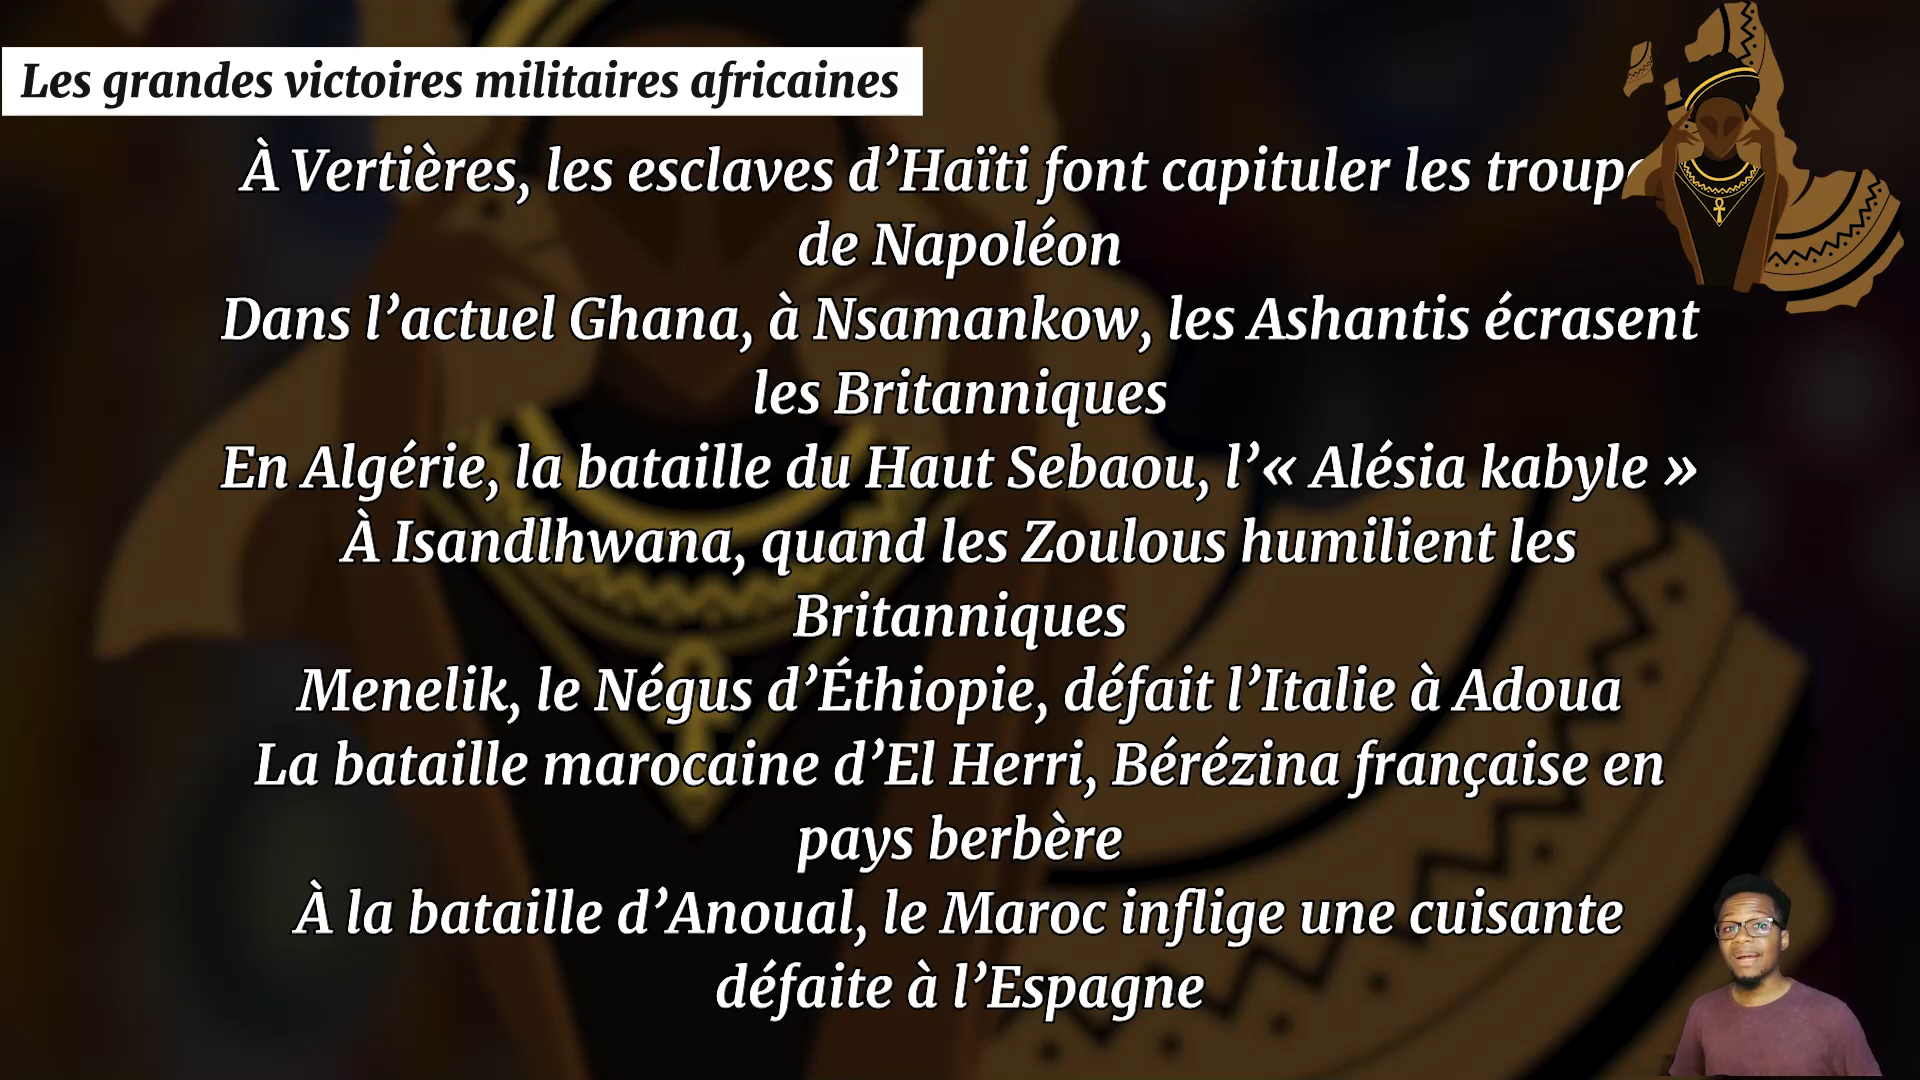 Les grandes victoires militaires africaines
À Vertières, les esclaves d’Haïti font capituler les
de Napoléon
Dans l’actuel Ghana, à Nsamankow, les Ashantis écrasent
les Britanniques
En Algérie, la bataille du Haut Sebaou, l’« Alésia kabyle »
À Isandlhwana, quand les Zoulous humilient les
Britanniques
Menelik, le Négus d’Éthiopie, défait l’Italie à Adoua
La bataille marocaine d’El Herri, Bérézina française en
pays berbère
À la bataille d’Anoual, le Maroc inflige une cuisante
défaite à l’Espagne